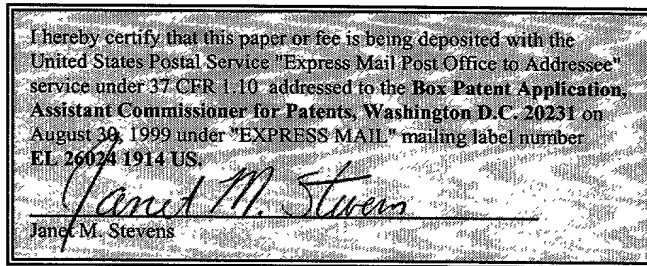 I hereby certify that this paper or fee is being deposited with the
United States Postal Service "Express Mail Post Office to Addressee"
service under 37 CFR 1.10 addressed to the Box Patent Application,
Assistant Commissioner for Patents, Washington D.C. 20231 on
August 30, 1999 under "EXPRESS MAIL" mailing label number
EL 26024 1914 US.
Janet M. Stevens
Janet M. Stevens